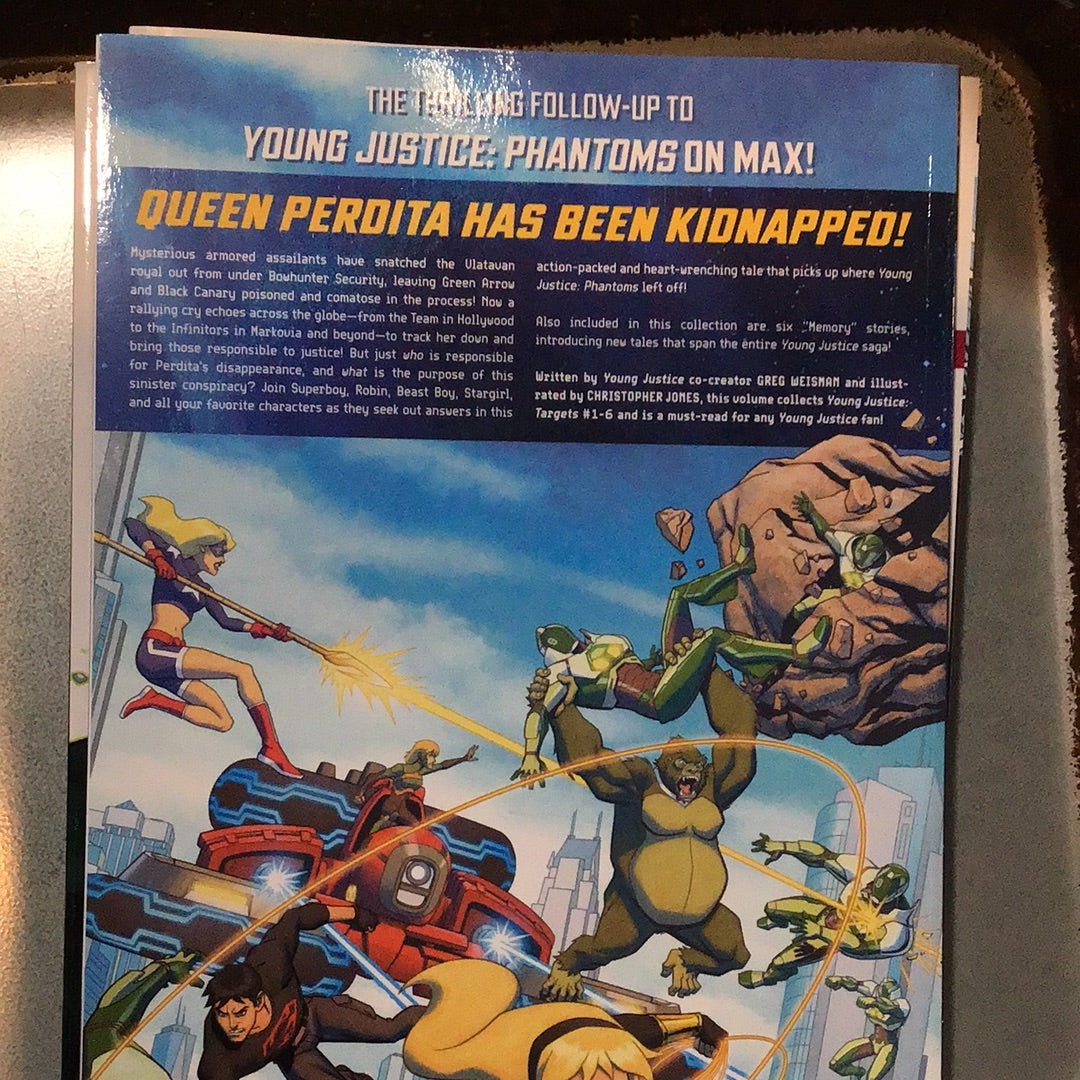 THE THRILLING FOLLOW-UP TO
YOUNG JUSTICE: PHANTOMS ON MAX!
QUEEN PERDITA HAS BEEN KIDNAPPED!
Mysterious armored assailants have snatched the Vlatavan
royal out from under Bowhunter Security, leaving Green Arrow
and Black Canary poisoned and comatose in the process! Now a
rallying cry echoes across the globe—from the Team in Hollywood
to the Infinitors in Markovia and beyond—to track her down and
bring those responsible to justice! But just who is responsible
for Perdita's disappearance, and what is the purpose of this
sinister conspiracy? Join Superboy, Robin, Beast Boy, Stargirl,
and all your favorite characters as they seek out answers in this
action-packed and heart-wrenching tale that picks up where Young
Justice: Phantoms left off!
Also included in this collection are six "Memory" stories,
introducing new tales that span the entire Young Justice saga!
Written by Young Justice co-creator GREG WEISMAN and illust-
rated by CHRISTOPHER JONES, this volume collects Young Justice:
Targets #1-6 and is a must-read for any Young Justice fan!